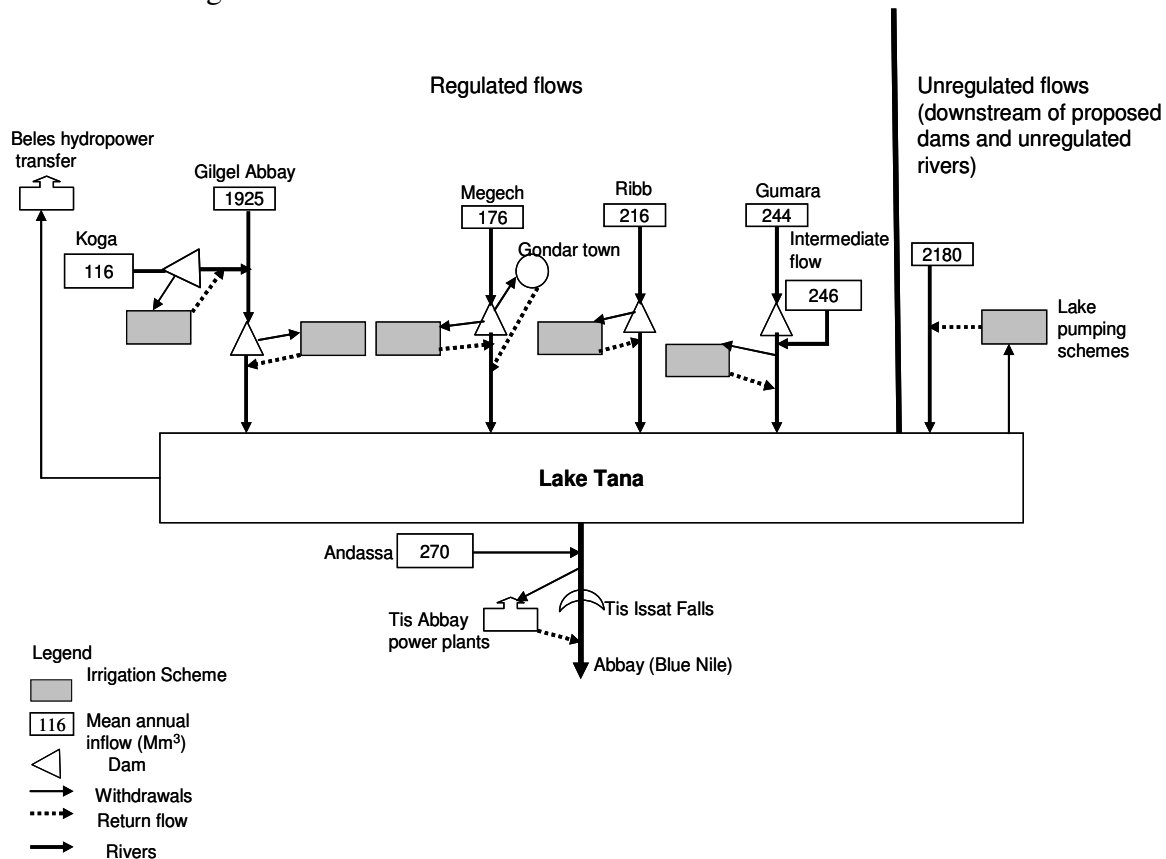 Regulated flows
Unregulated flows
(downstream of proposed
dams and unregulated
rivers)
Beles hydropower
transfer
Gilgel Abbay
1925
Koga
116
Megech
176
Gondar town
Ribb
216
Gumara
244
Intermediate
flow
246
2180
Lake
pumping
schemes
Lake Tana
Andassa
270
Tis Abbay
power plants
Tis Issat Falls
Abbay (Blue Nile)
Legend
Irrigation Scheme
116
Mean annual
inflow (Mm³)
Dam
Withdrawals
Return flow
Rivers